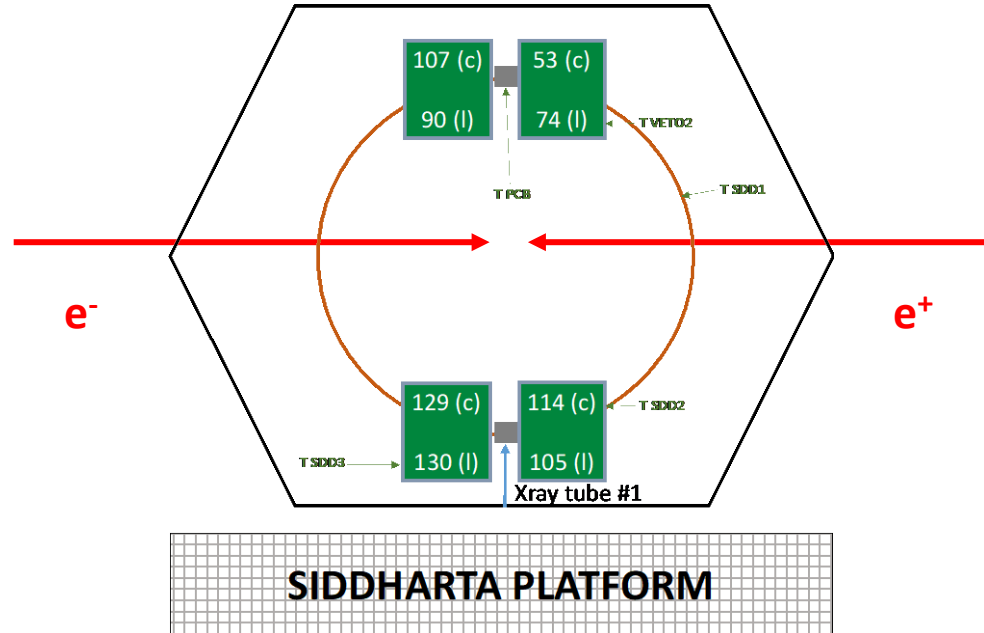 107 (c)
53 (c)
90 (l)
74 (l)
T VETO2
T PCB
T SDD1
e-
e+
129 (c)
114 (c)
T SDD2
T SDD3
130 (l)
105 (l)
Xray tube #1
SIDDHARTA PLATFORM